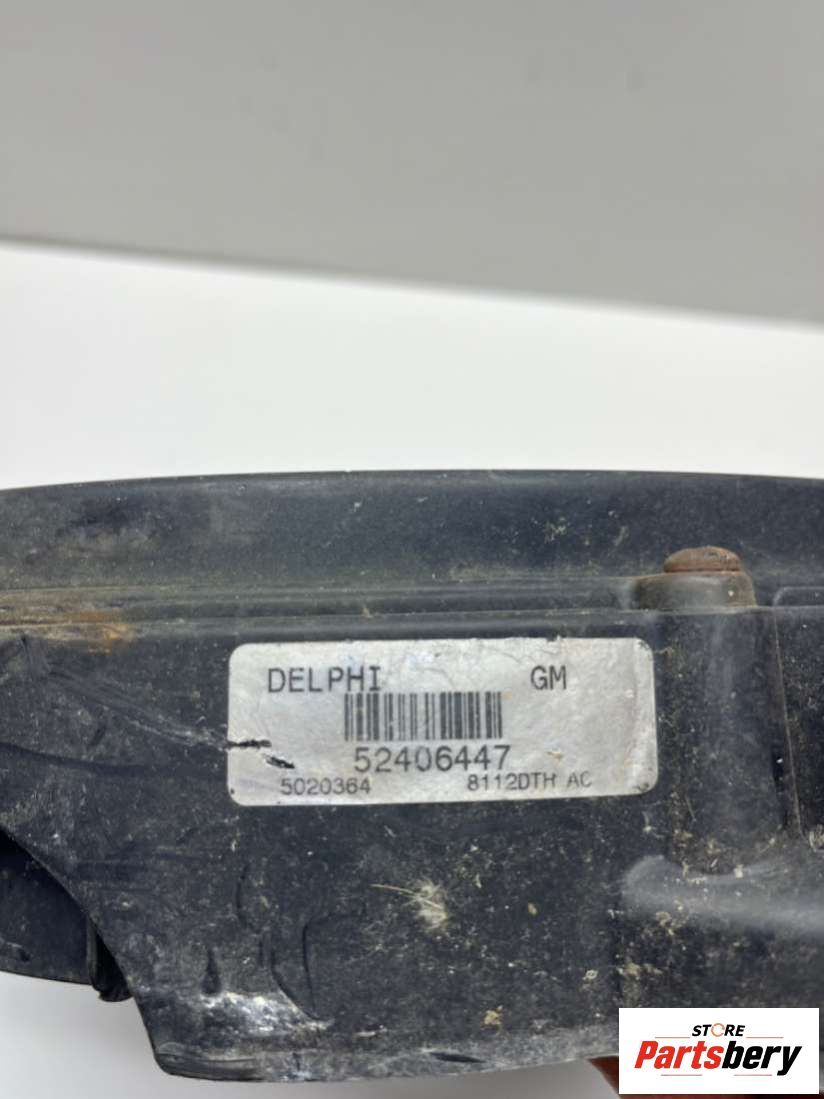 DELPHI GM
52406447
5020364 8112DTH AC
STORE
Partsbery